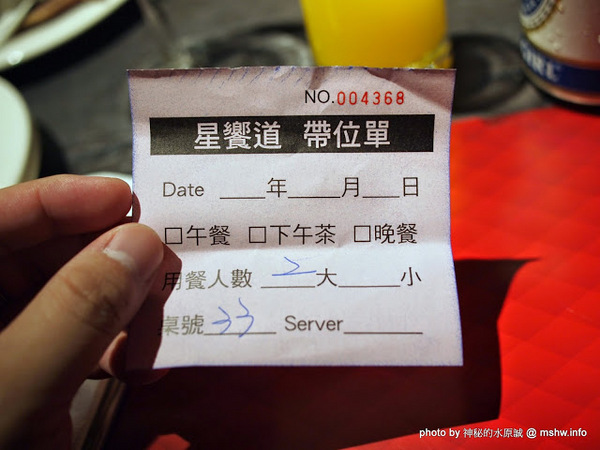 NO.004368
星饗道 帶位單
Date ____年____月___日
□午餐 □下午茶 □晚餐
用餐人數 2大_____小
桌號 33 Server_______
photo by 神秘的水原誠 @ mshw.info